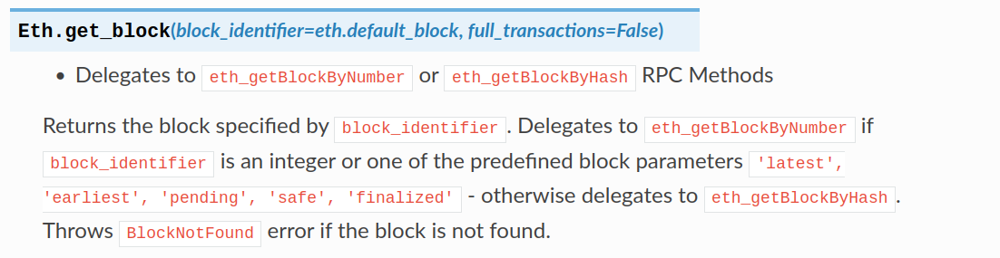 Eth.get_block(block_identifier=eth.default_block, full_transactions=False)
• Delegates to eth_getBlockByNumber or eth_getBlockByHash RPC Methods
Returns the block specified by block_identifier. Delegates to eth_getBlockByNumber if
block_identifier is an integer or one of the predefined block parameters 'latest',
'earliest', 'pending', 'safe', 'finalized' - otherwise delegates to eth_getBlockByHash.
Throws BlockNotFound error if the block is not found.